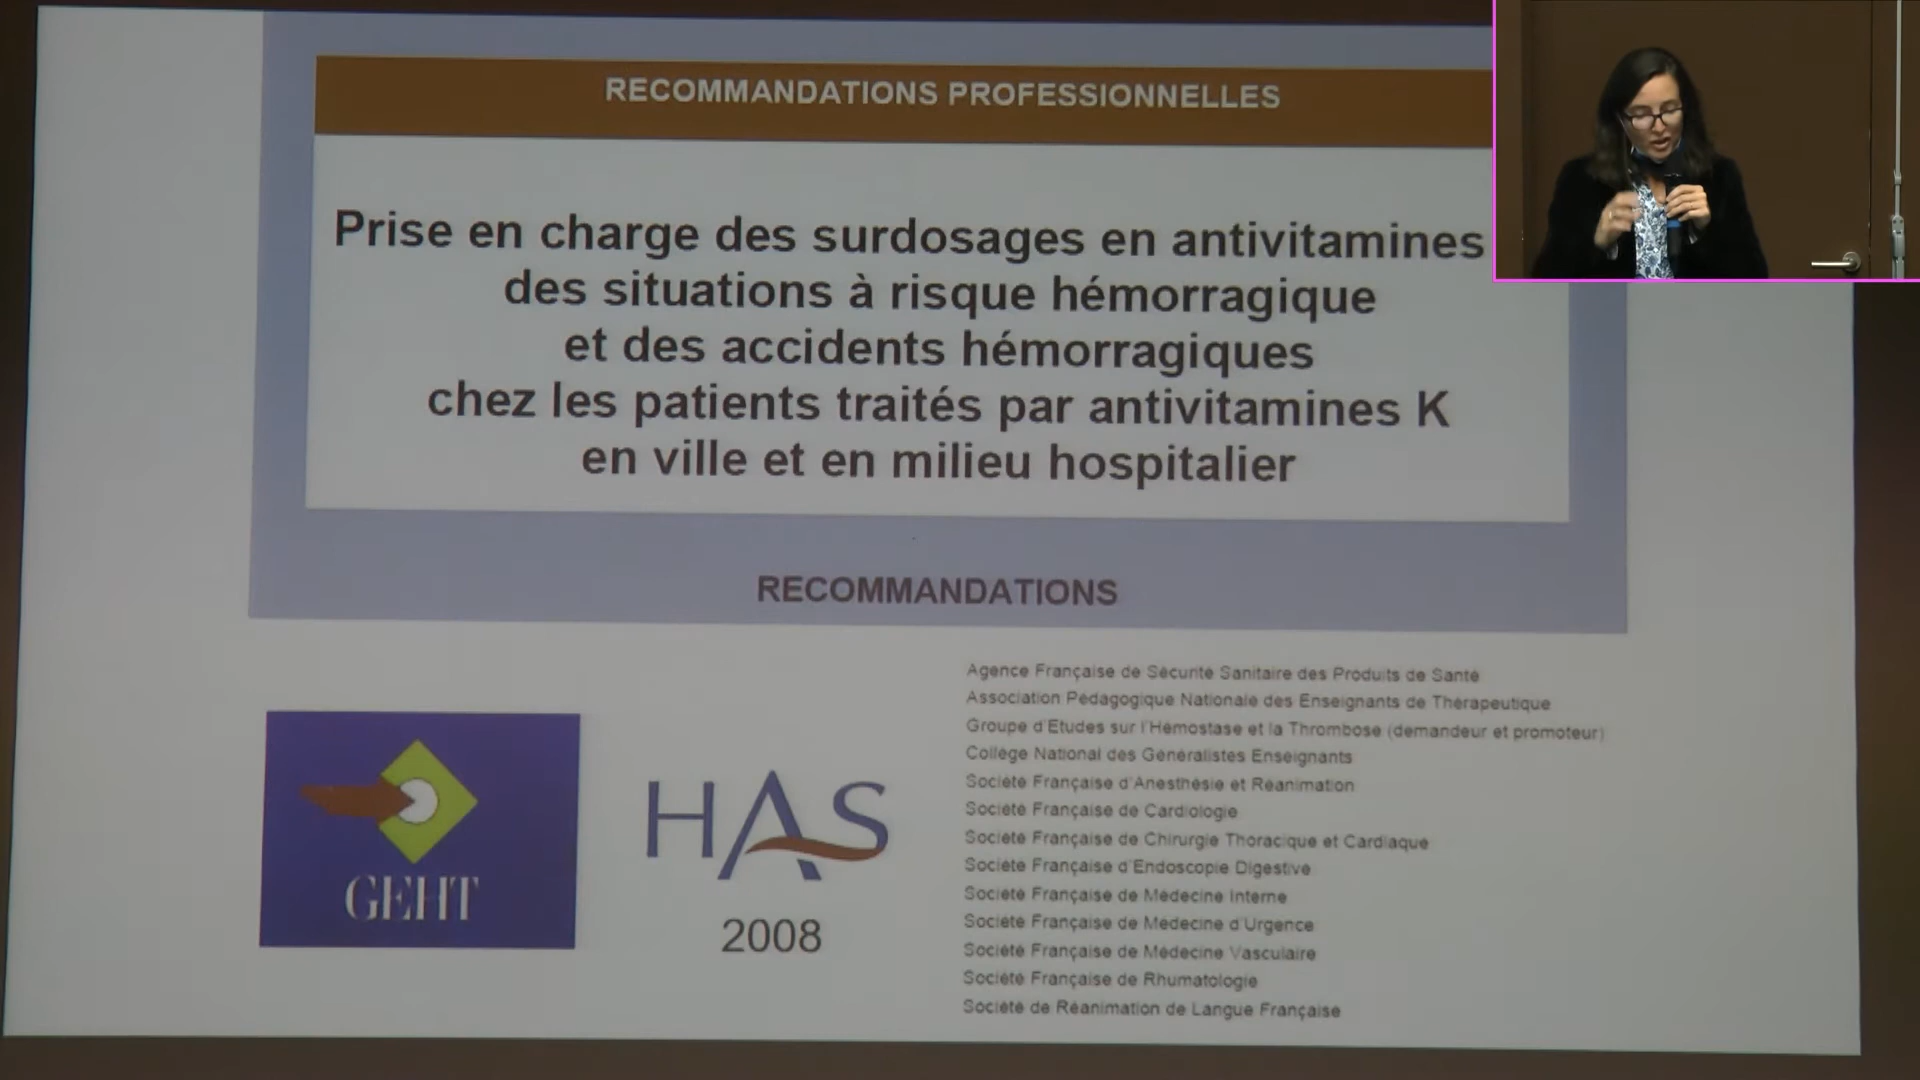 RECOMMANDATIONS PROFESSIONNELLES
Prise en charge des surdosages en antivitamines
des situations à risque hémorragique
et des accidents hémorragiques
chez les patients traités par antivitamines K
en ville et en milieu hospitalier
RECOMMANDATIONS
GEHT
HAS
2008
Agence Française de Sécurité Sanitaire des Produits de Santé
Association Pédagogique Nationale des Enseignants de Thérapeutique
Groupe d'Etudes sur l'Hémostase et la Thrombose (demandeur et promoteur)
Collège National des Généralistes Enseignants
Société Française d'Anesthésie et Réanimation
Société Française de Cardiologie
Société Française de Chirurgie Thoracique et Cardiaque
Société Française d'Endoscopie Digestive
Société Française de Médecine Interne
Société Française de Médecine d'Urgence
Société Française de Médecine Vasculaire
Société Française de Rhumatologie
Société de Réanimation de Langue Française